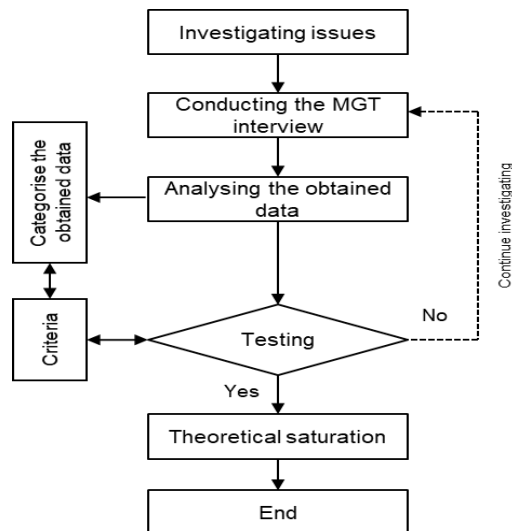 Investigating issues
Conducting the MGT
interview
Analysing the obtained
data
Categorise the
obtained data
Criteria
Testing
No
Continue investigating
Yes
Theoretical saturation
End